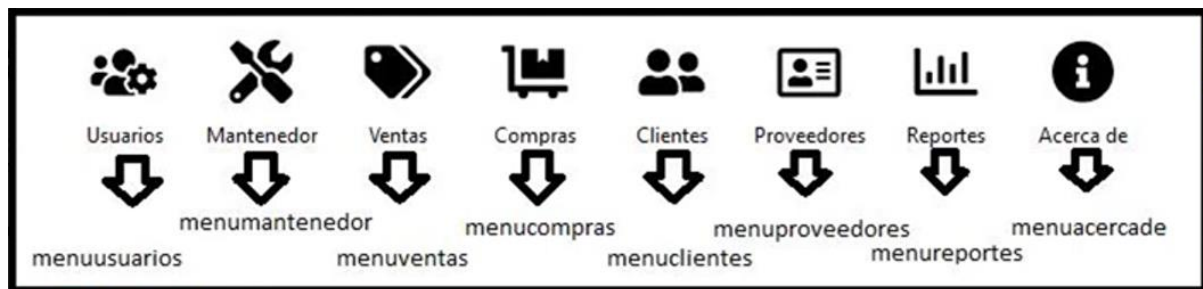 Usuarios Mantenedor Ventas Compras Clientes Proveedores Reportes Acerca de
menumantenedor menucompras menuproveedores menuacercade
menuusuarios menuventas menuclientes menureportes